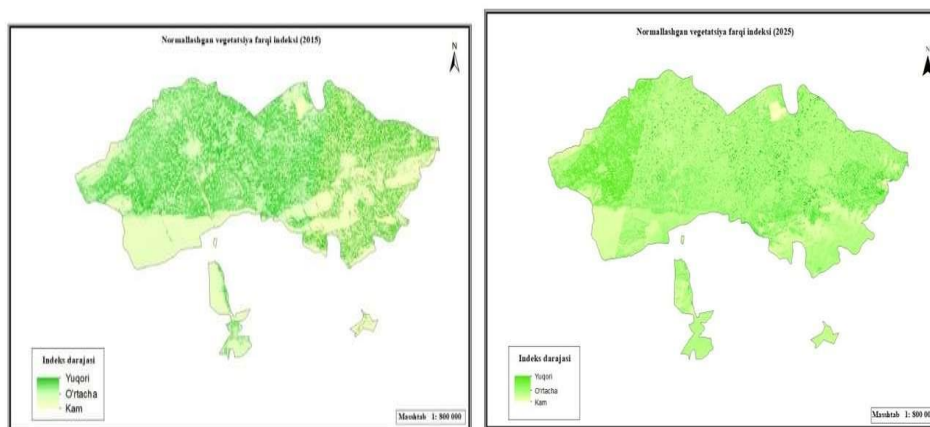 Normallashgan vegetatsiya farqi indeksi (2015)
N
Indeks darajasi
Yuqori
O'rtacha
Kam
Masshtab 1: 800 000
Normallashgan vegetatsiya farqi indeksi (2025)
N
Indeks darajasi
Yuqori
O'rtacha
Kam
Masshtab 1: 800 000